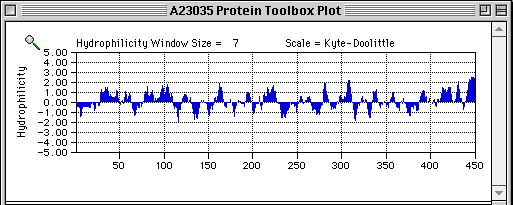 A23035 Protein Toolbox Plot
Hydrophilicity Window Size = 7 Scale = Kyte-Doolittle
Hydrophilicity
5.00
4.00
3.00
2.00
1.00
0.00
-1.00
-2.00
-3.00
-4.00
-5.00
50 100 150 200 250 300 350 400 450